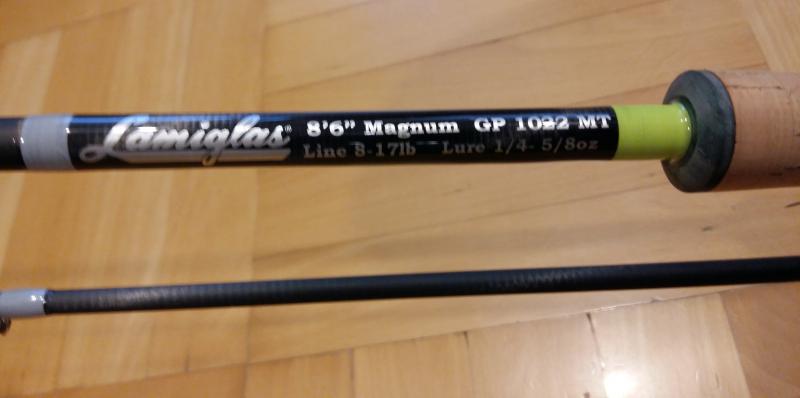 Lamiglas® 8'6" Magnum GP 1022 MT
Line 8-17lb Lure 1/4- 5/8oz